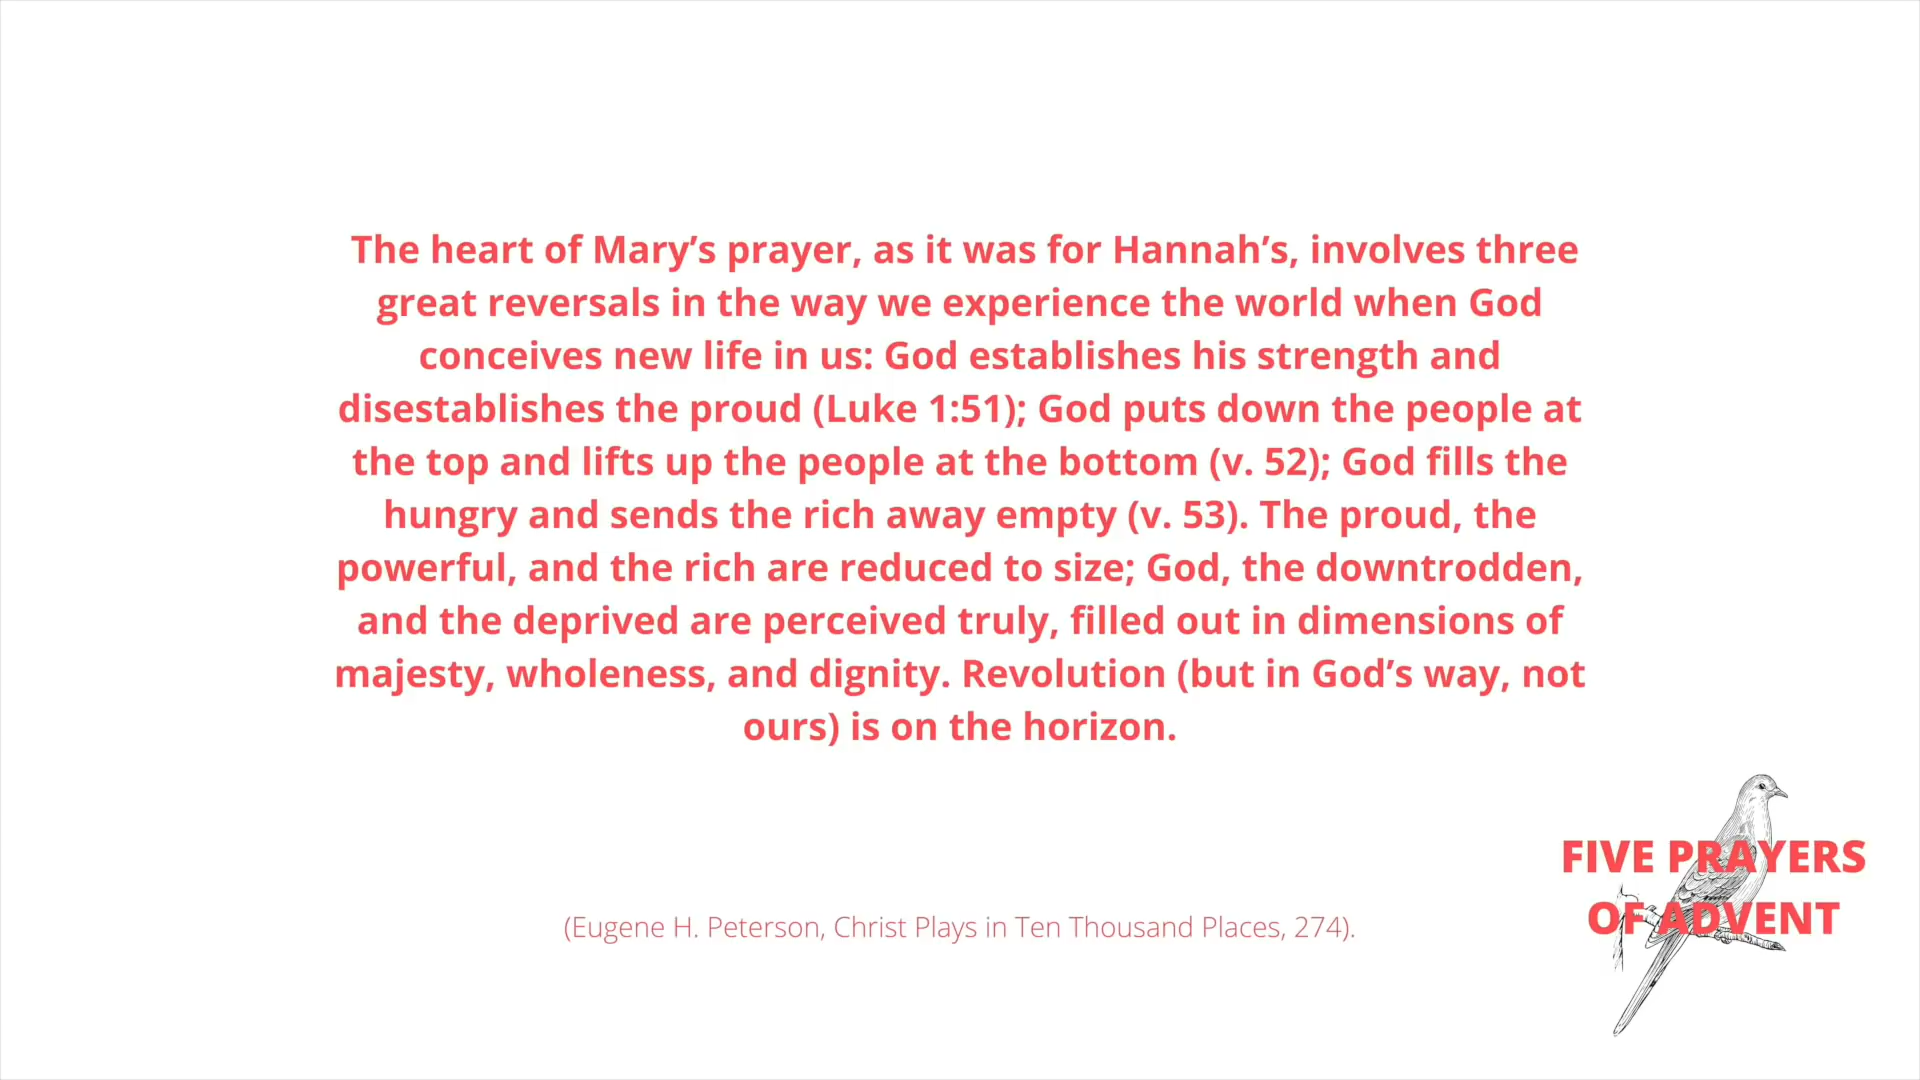 The heart of Mary’s prayer, as it was for Hannah’s, involves three
great reversals in the way we experience the world when God
conceives new life in us: God establishes his strength and
disestablishes the proud (Luke 1:51); God puts down the people at
the top and lifts up the people at the bottom (v. 52); God fills the
hungry and sends the rich away empty (v. 53). The proud, the
powerful, and the rich are reduced to size; God, the downtrodden,
and the deprived are perceived truly, filled out in dimensions of
majesty, wholeness, and dignity. Revolution (but in God’s way, not
ours) is on the horizon.
(Eugene H. Peterson, Christ Plays in Ten Thousand Places, 274).
FIVE PRAYERS
OF ADVENT